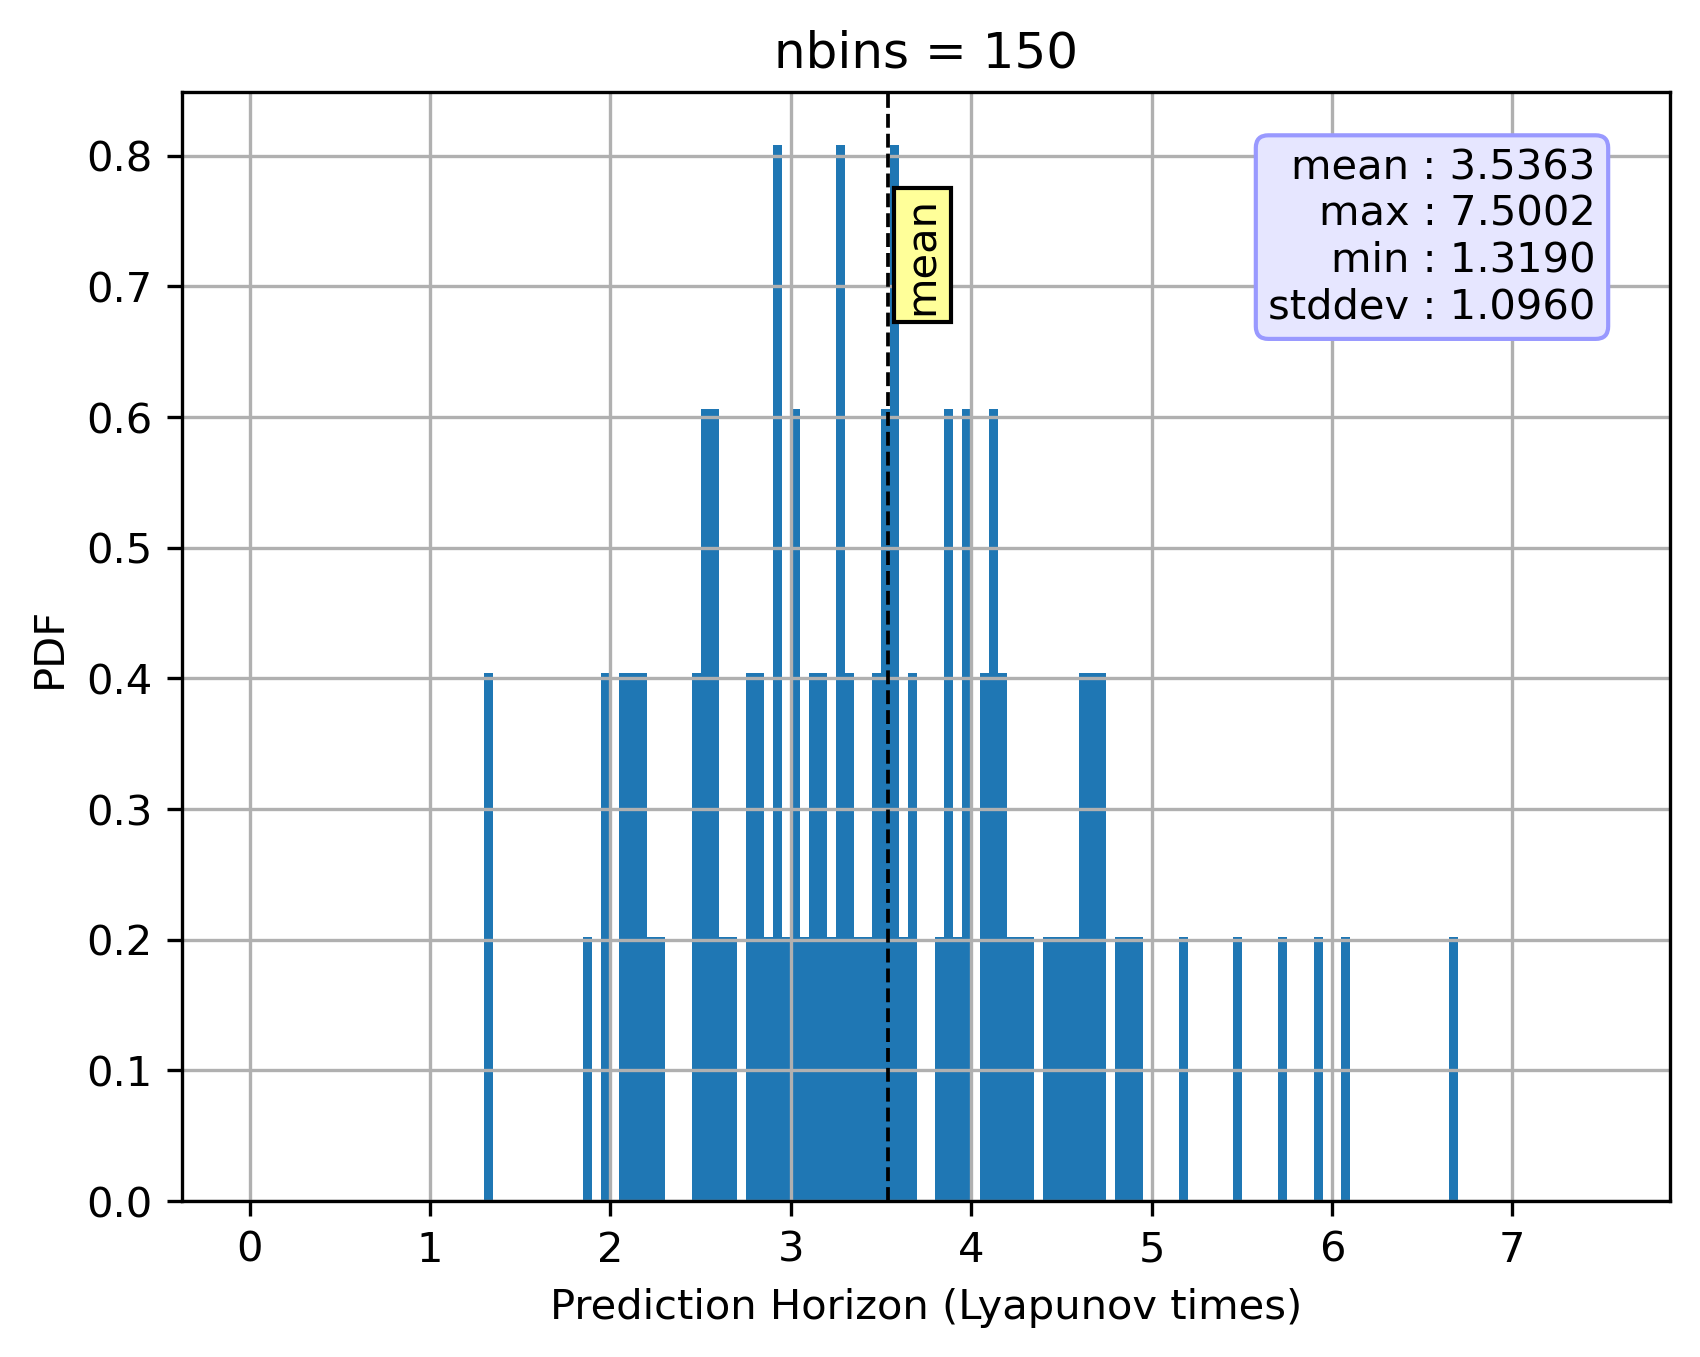 nbins = 150
mean : 3.5363
max : 7.5002
min : 1.3190
stddev : 1.0960
mean
PDF
0.8
0.7
0.6
0.5
0.4
0.3
0.2
0.1
0.0
0 1 2 3 4 5 6 7
Prediction Horizon (Lyapunov times)